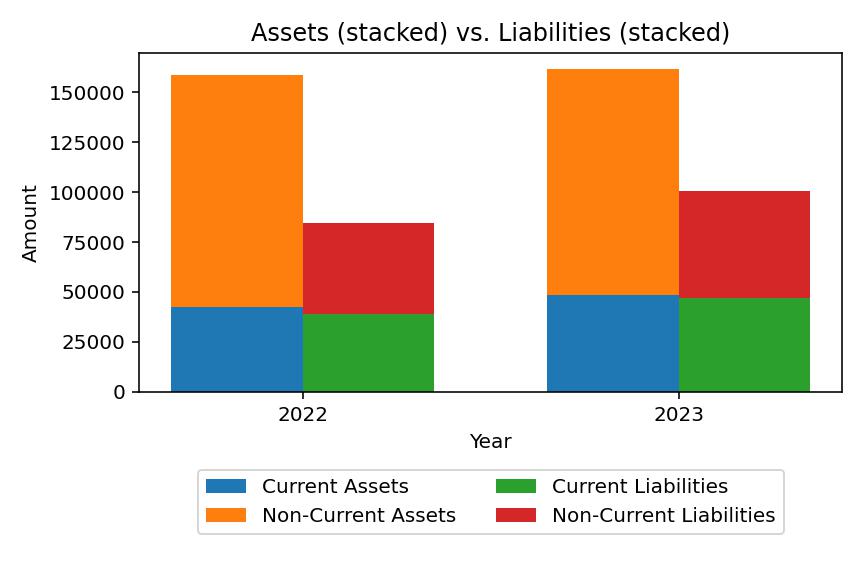 Assets (stacked) vs. Liabilities (stacked)
Amount
150000
125000
100000
75000
50000
25000
0
2022
2023
Year
Current Assets
Non-Current Assets
Current Liabilities
Non-Current Liabilities